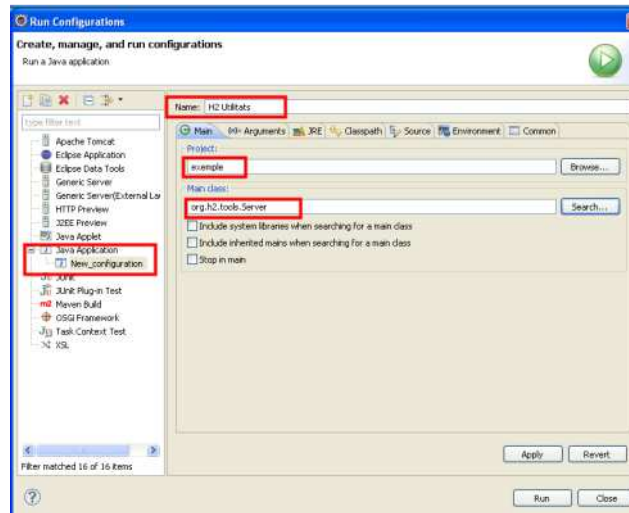 Run Configurations
Create, manage, and run configurations
Run a Java application
type filter text
Apache Tomcat
Eclipse Application
Eclipse Data Tools
Generic Server
Generic Server(External La
HTTP Preview
J2EE Preview
Java Applet
Java Application
New_configuration
JUnit
JUnit Plug-in Test
m2 Maven Build
OSGi Framework
Ju Task Context Test
XSL
Filter matched 16 of 16 items
Name: H2 Utilitats
Main (x)= Arguments JRE Classpath Source Environment Common
Project:
exemple Browse...
Main class:
org.h2.tools.Server Search...
Include system libraries when searching for a main class
Include inherited mains when searching for a main class
Stop in main
Apply Revert
? Run Close